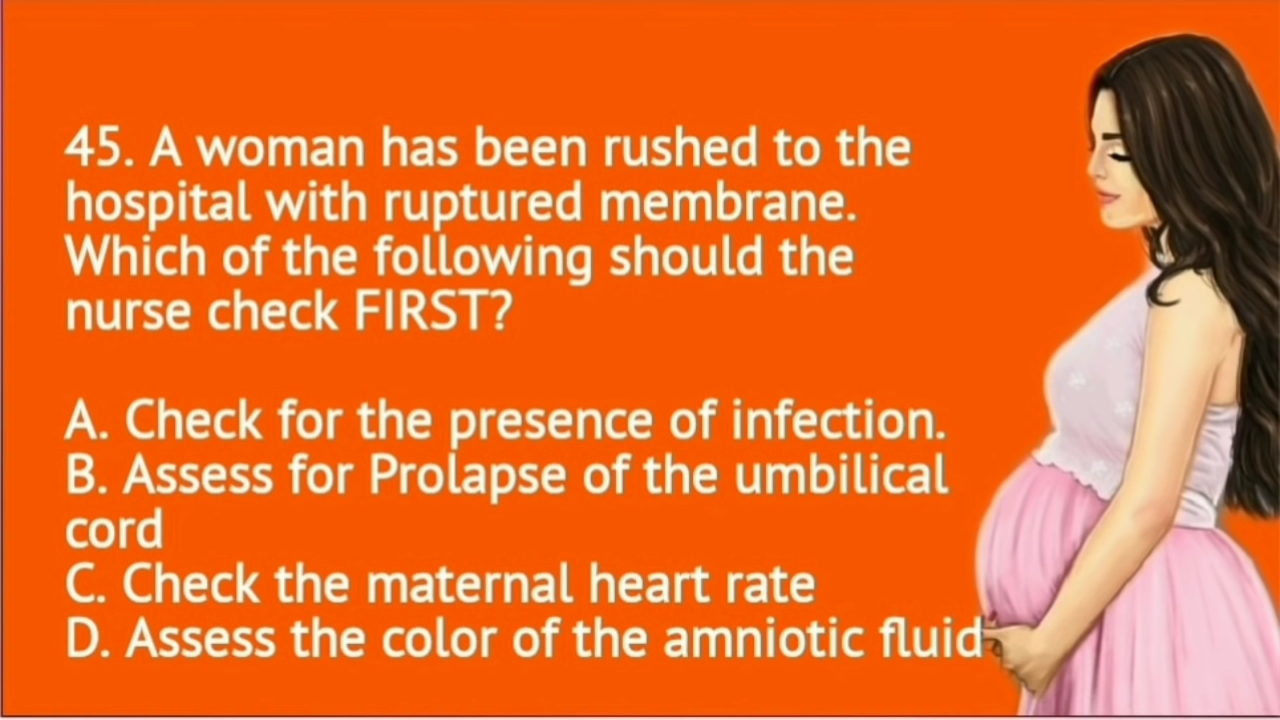 45. A woman has been rushed to the
hospital with ruptured membrane.
Which of the following should the
nurse check FIRST?
A. Check for the presence of infection.
B. Assess for Prolapse of the umbilical
cord
C. Check the maternal heart rate
D. Assess the color of the amniotic fluid